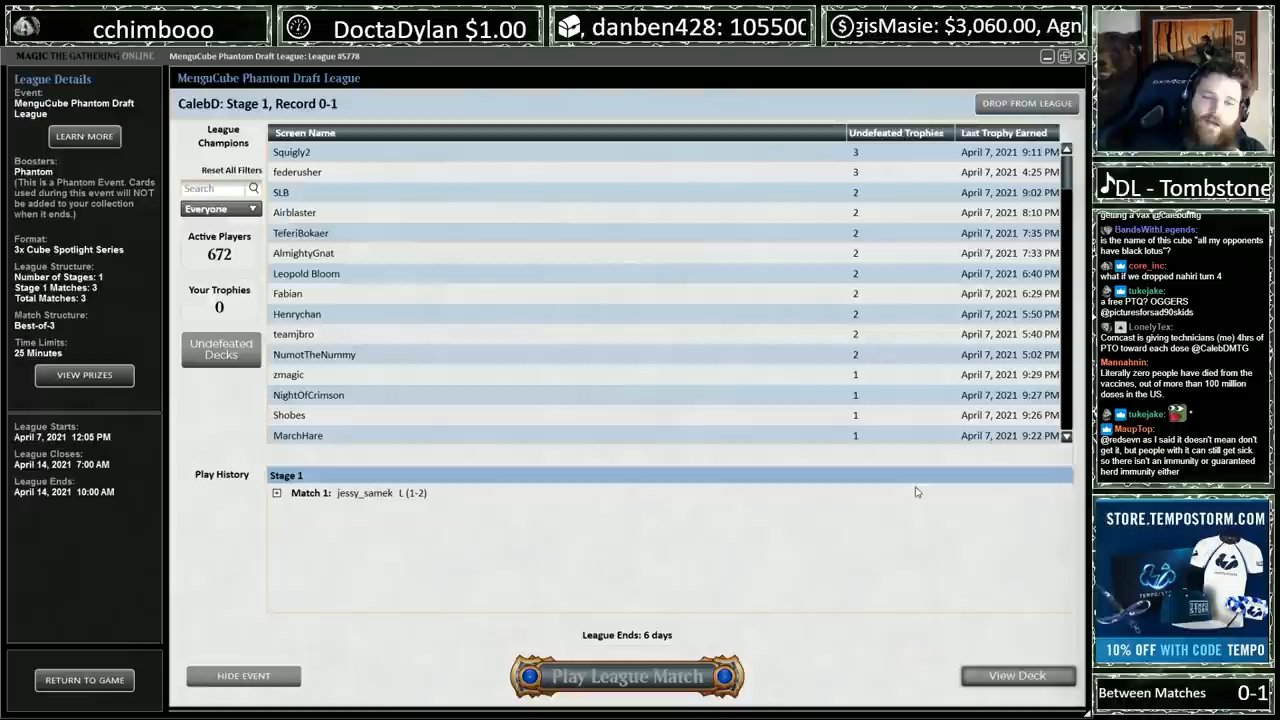 cchimbooo
DoctaDylan $1.00
, danben428: 10550
gisMasie: $3,060.00, Agn
MAGIC THE GATHERING ONLINE
MenguCube Phantom Draft League: League #5778
League Details
Event:
MenguCube Phantom Draft
League
LEARN MORE
Boosters:
Phantom
(This is a Phantom Event. Cards
used during this event will NOT
be added to your collection
when it ends.)
Format:
3x Cube Spotlight Series
League Structure:
Number of Stages: 1
Stage 1 Matches: 3
Total Matches: 3
Match Structure:
Best-of-3
Time Limits:
25 Minutes
VIEW PRIZES
League Starts:
April 7, 2021 12:05 PM
League Closes:
April 14, 2021 7:00 AM
League Ends:
April 14, 2021 10:00 AM
RETURN TO GAME
MenguCube Phantom Draft League
CalebD: Stage 1, Record 0-1
DROP FROM LEAGUE
League
Champions
Reset All Filters
Search
Everyone
Active Players
672
Your Trophies
0
Undefeated
Decks
Screen Name Undefeated Trophies Last Trophy Earned
Squigly2 3 April 7, 2021 9:11 PM
federusher 3 April 7, 2021 4:25 PM
SLB 2 April 7, 2021 9:02 PM
Airblaster 2 April 7, 2021 8:10 PM
TeferiBokaer 2 April 7, 2021 7:35 PM
AlmightyGnat 2 April 7, 2021 7:33 PM
Leopold Bloom 2 April 7, 2021 6:40 PM
Fabian 2 April 7, 2021 6:29 PM
Henrychan 2 April 7, 2021 5:50 PM
teamjbro 2 April 7, 2021 5:40 PM
NumotTheNummy 2 April 7, 2021 5:02 PM
zmagic 1 April 7, 2021 9:29 PM
NightOfCrimson 1 April 7, 2021 9:27 PM
Shobes 1 April 7, 2021 9:26 PM
MarchHare 1 April 7, 2021 9:22 PM
Play History
Stage 1
Match 1: jessy_samek L (1-2)
League Ends: 6 days
HIDE EVENT
Play League Match
View Deck
DL - Tombstone
getting a vax @calebdmtg
BandsWithLegends:
is the name of this cube "all my opponents
have black lotus"?
core_inc:
what if we dropped nahiri turn 4
tukejake:
a free PTQ? OGGERS
@picturesforsad90skids
LonelyTex:
Comcast is giving technicians (me) 4hrs of
PTO toward each dose @CalebDMTG
Mannahnin:
Literally zero people have died from the
vaccines, out of more than 100 million
doses in the US.
tukejake: *
MaupTop:
@redsevn as I said it doesn't mean don't
get it, but people with it can still get sick.
so there isn't an immunity or guaranteed
herd immunity either
STORE.TEMPOSTORM.COM
10% OFF WITH CODE TEMPO
Between Matches 0-1